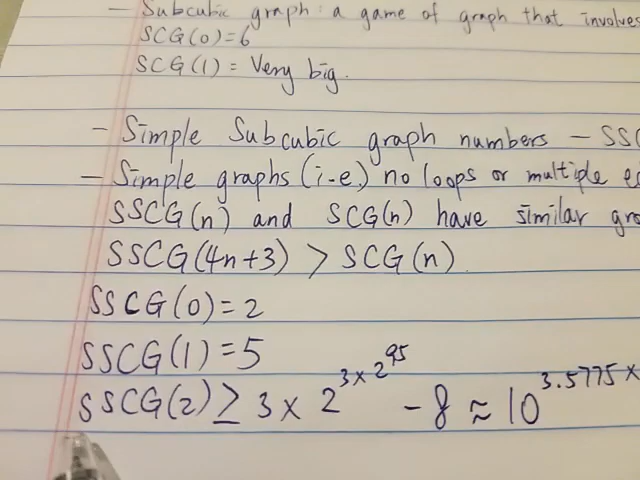 - Subcubic graph : a game of graph that involves
SCG(0)=6
SCG(1) = Very big.
- Simple Subcubic graph numbers - SSC
- Simple graphs (i-e.) no loops or multiple
SSCG(n) and SCG(n) have similar gro
SSCG(4n+3) > SCG(n)
SSCG(0)=2
SSCG(1)=5
SSCG(2) ≥ 3 × 2^3×2^95 - 8 ≈ 10^3.5775 ×